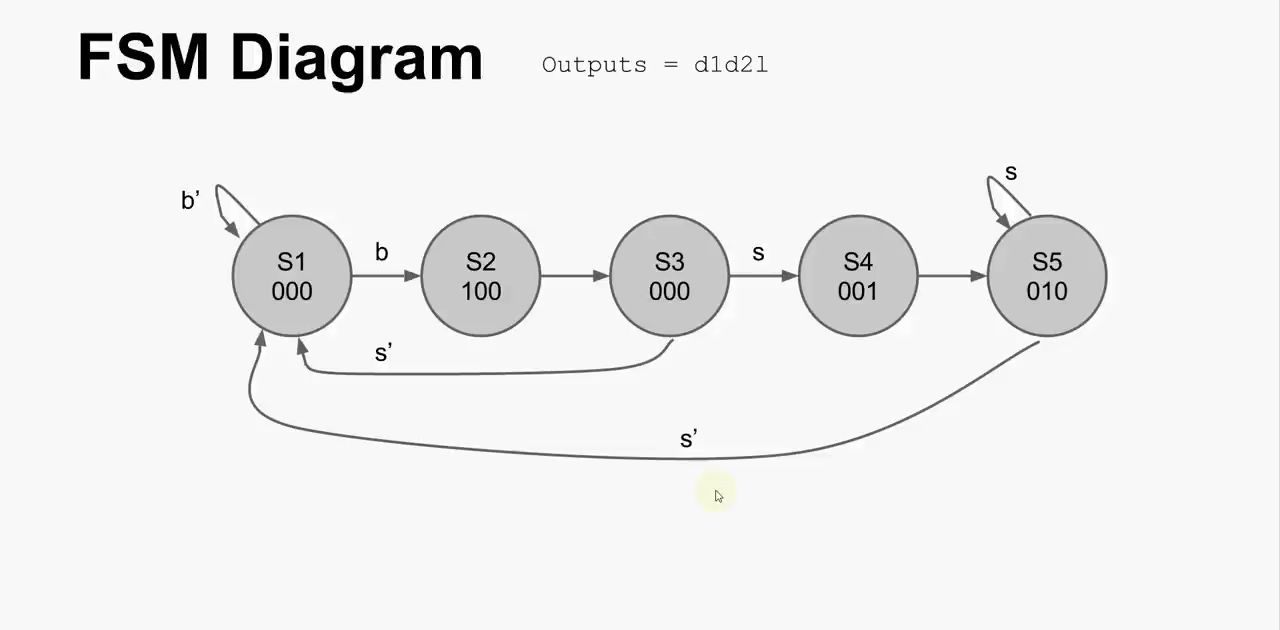 FSM Diagram
Outputs = d1d2l
b’
s
b
s
S1
000
S2
100
S3
000
S4
001
S5
010
s’
s’